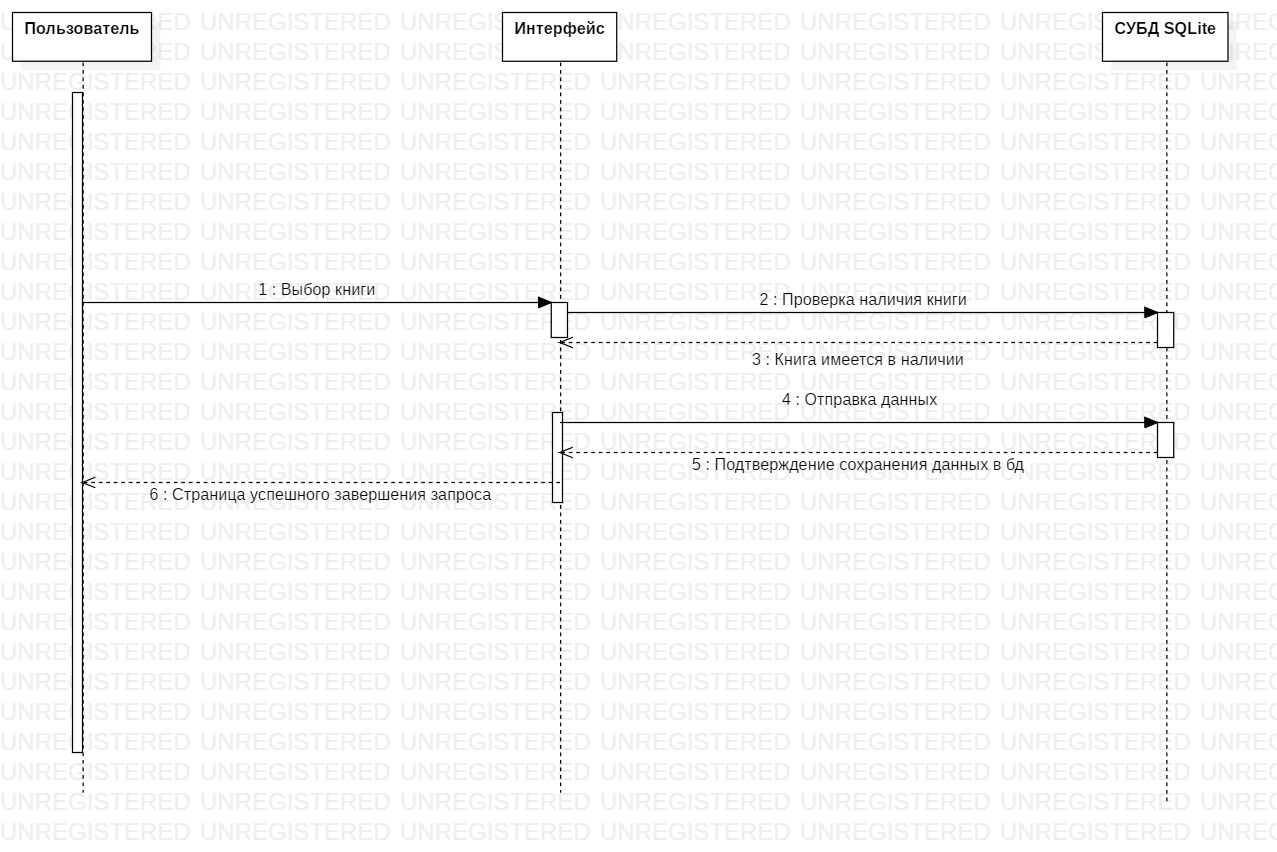 Пользователь
Интерфейс
СУБД SQLite
1 : Выбор книги
2 : Проверка наличия книги
3 : Книга имеется в наличии
4 : Отправка данных
5 : Подтверждение сохранения данных в бд
6 : Страница успешного завершения запроса
UNREGISTERED